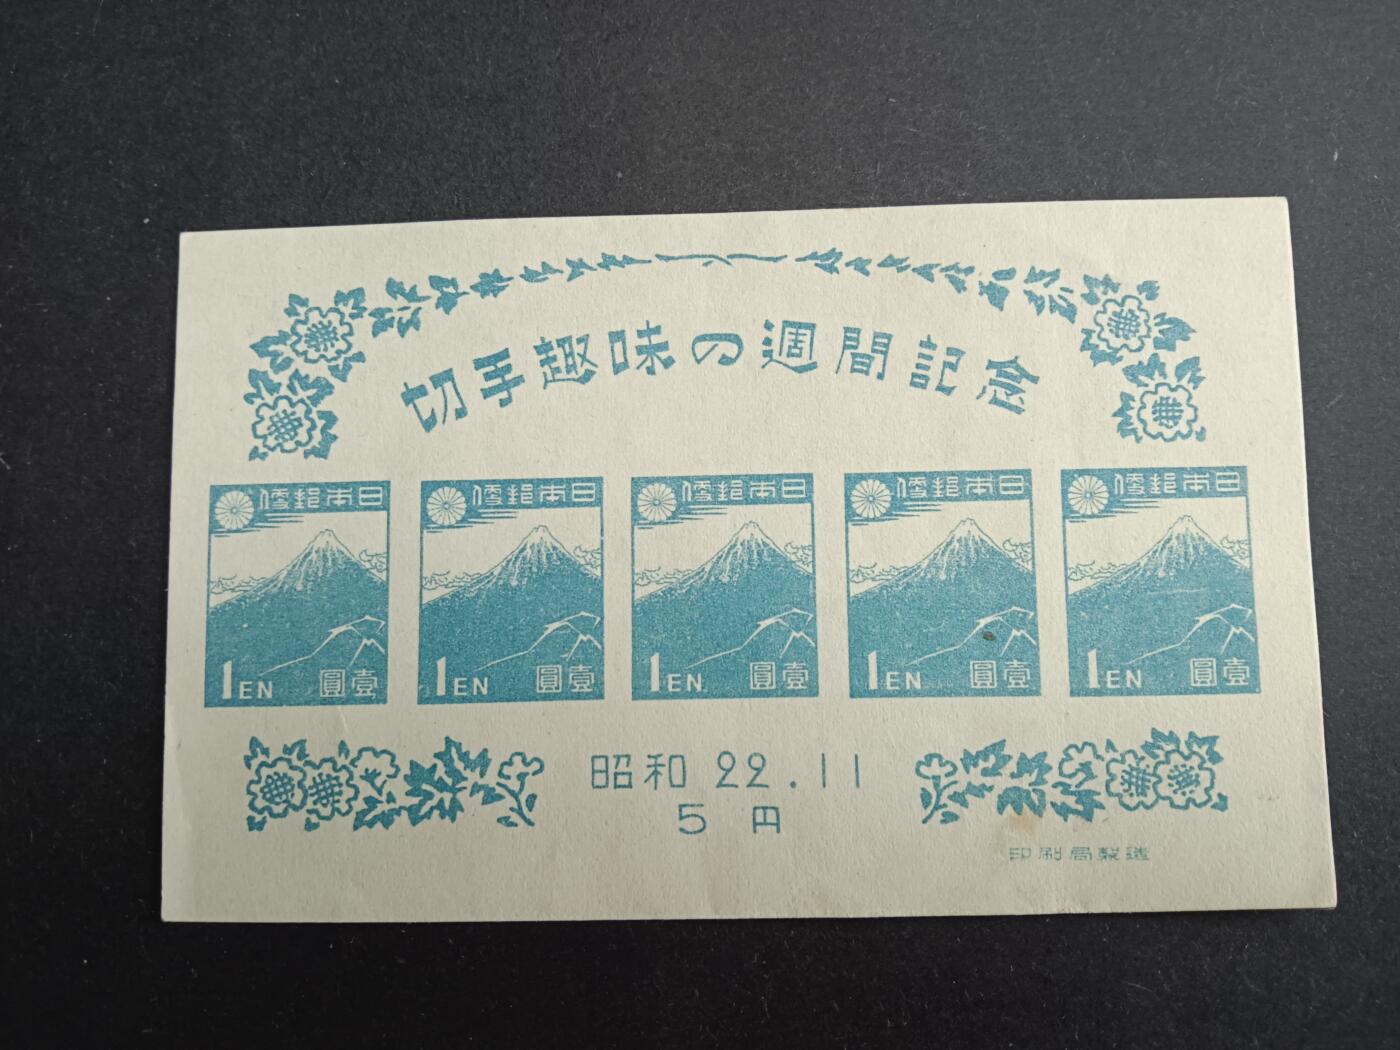 切手趣味の週間記念
日本郵便
1EN 壹圓
日本郵便
1EN 壹圓
日本郵便
1EN 壹圓
日本郵便
1EN 壹圓
日本郵便
1EN 壹圓
昭和 22.11
5 円
印刷局製造